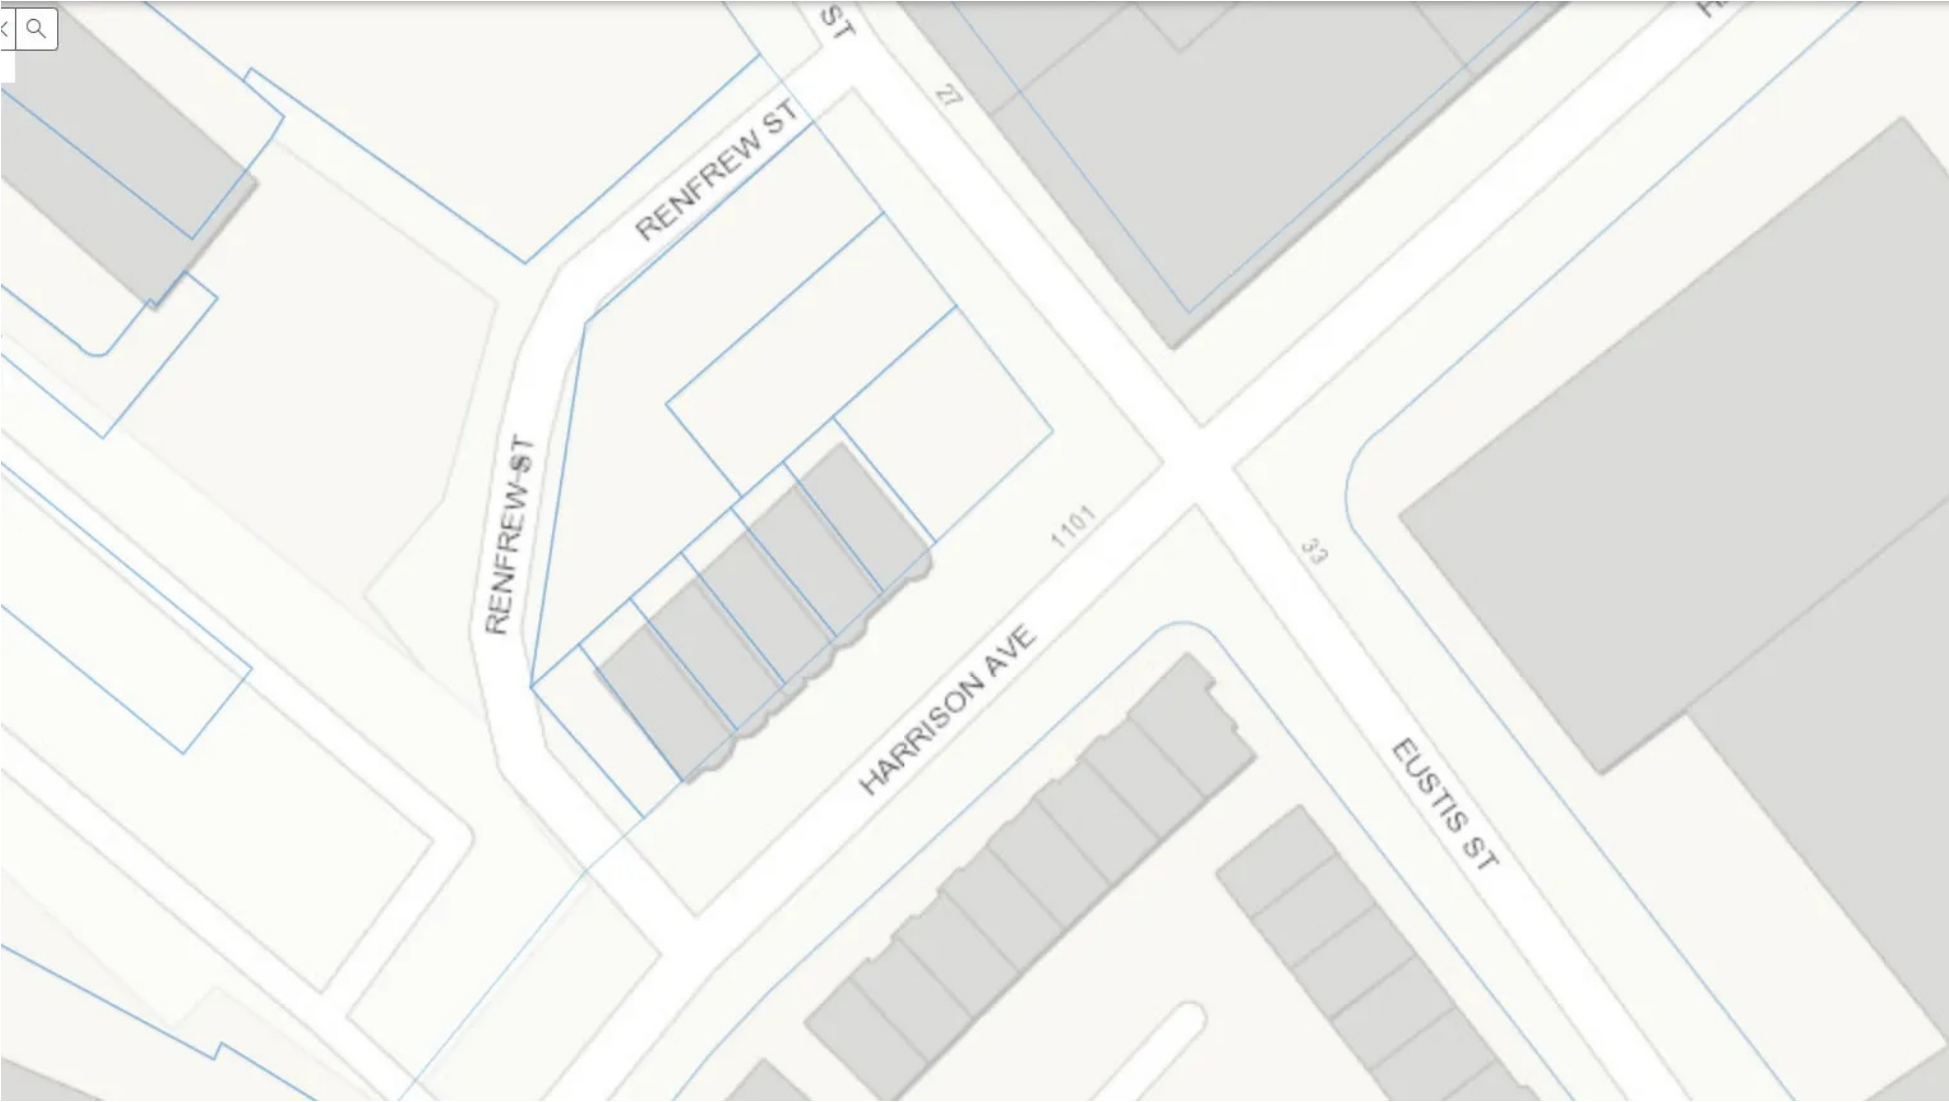 ST
27
RENFREW ST
RENFREW ST
1101
33
HARRISON AVE
EUSTIS ST